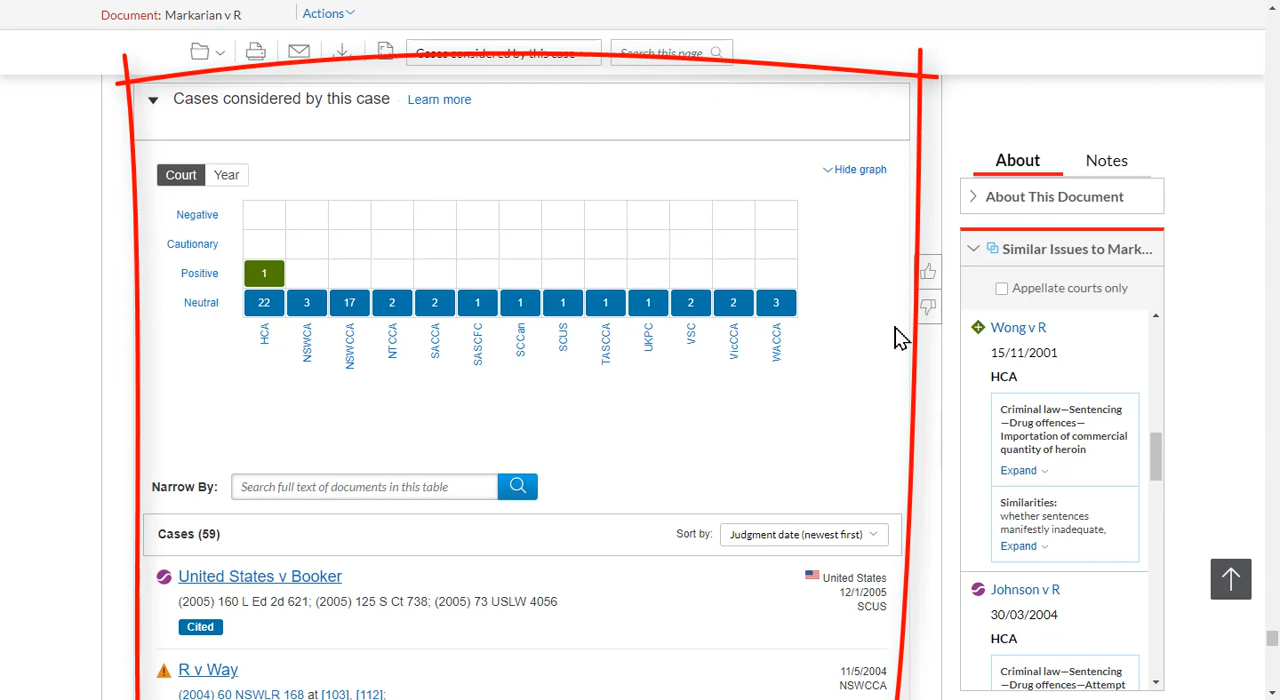 Document: Markarian v R
Actions
Cases considered by this case
Search this page
Cases considered by this case
Learn more
Court
Year
Hide graph
Negative
Cautionary
Positive
1
Neutral
22 3 17 2 2 1 1 1 1 1 2 2 3
HCA NSWCA NSWCCA NTCCA SACCA SASCFC SCCan SCUS TASCCA UKPC VSC VicCCA WACCA
Narrow By:
Search full text of documents in this table
Cases (59)
Sort by:
Judgment date (newest first)
United States v Booker
(2005) 160 L Ed 2d 621; (2005) 125 S Ct 738; (2005) 73 USLW 4056
Cited
United States
12/1/2005
SCUS
R v Way
(2004) 60 NSWLR 168 at [103], [112];
11/5/2004
NSWCCA
About
Notes
About This Document
Similar Issues to Mark...
Appellate courts only
Wong v R
15/11/2001
HCA
Criminal law—Sentencing
—Drug offences—
Importation of commercial
quantity of heroin
Expand
Similarities:
whether sentences
manifestly inadequate,
Expand
Johnson v R
30/03/2004
HCA
Criminal law—Sentencing
—Drug offences—Attempt